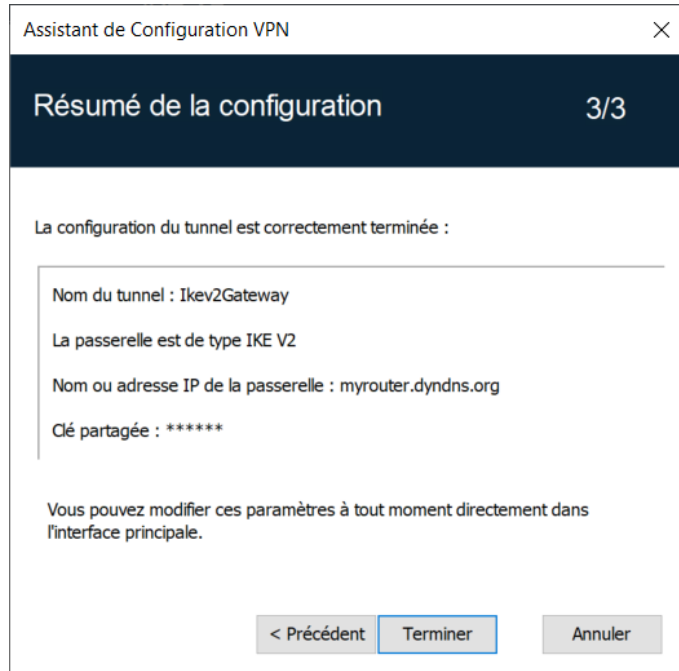 Assistant de Configuration VPN
Résumé de la configuration 3/3
La configuration du tunnel est correctement terminée :
Nom du tunnel : Ikev2Gateway
La passerelle est de type IKE V2
Nom ou adresse IP de la passerelle : myrouter.dyndns.org
Clé partagée : ******
Vous pouvez modifier ces paramètres à tout moment directement dans
l'interface principale.
< Précédent Terminer Annuler